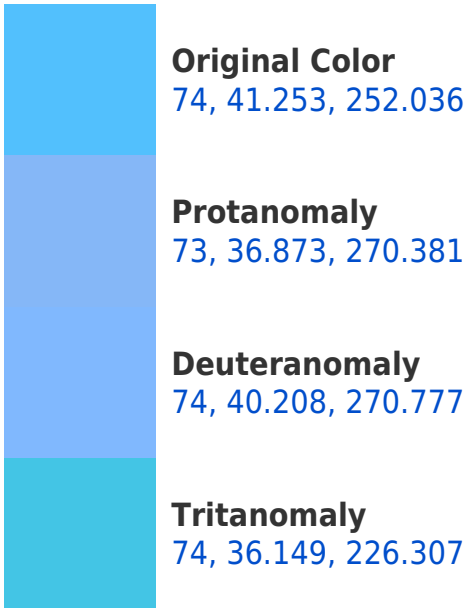 Original Color
74, 41.253, 252.036
Protanomaly
73, 36.873, 270.381
Deuteranomaly
74, 40.208, 270.777
Tritanomaly
74, 36.149, 226.307